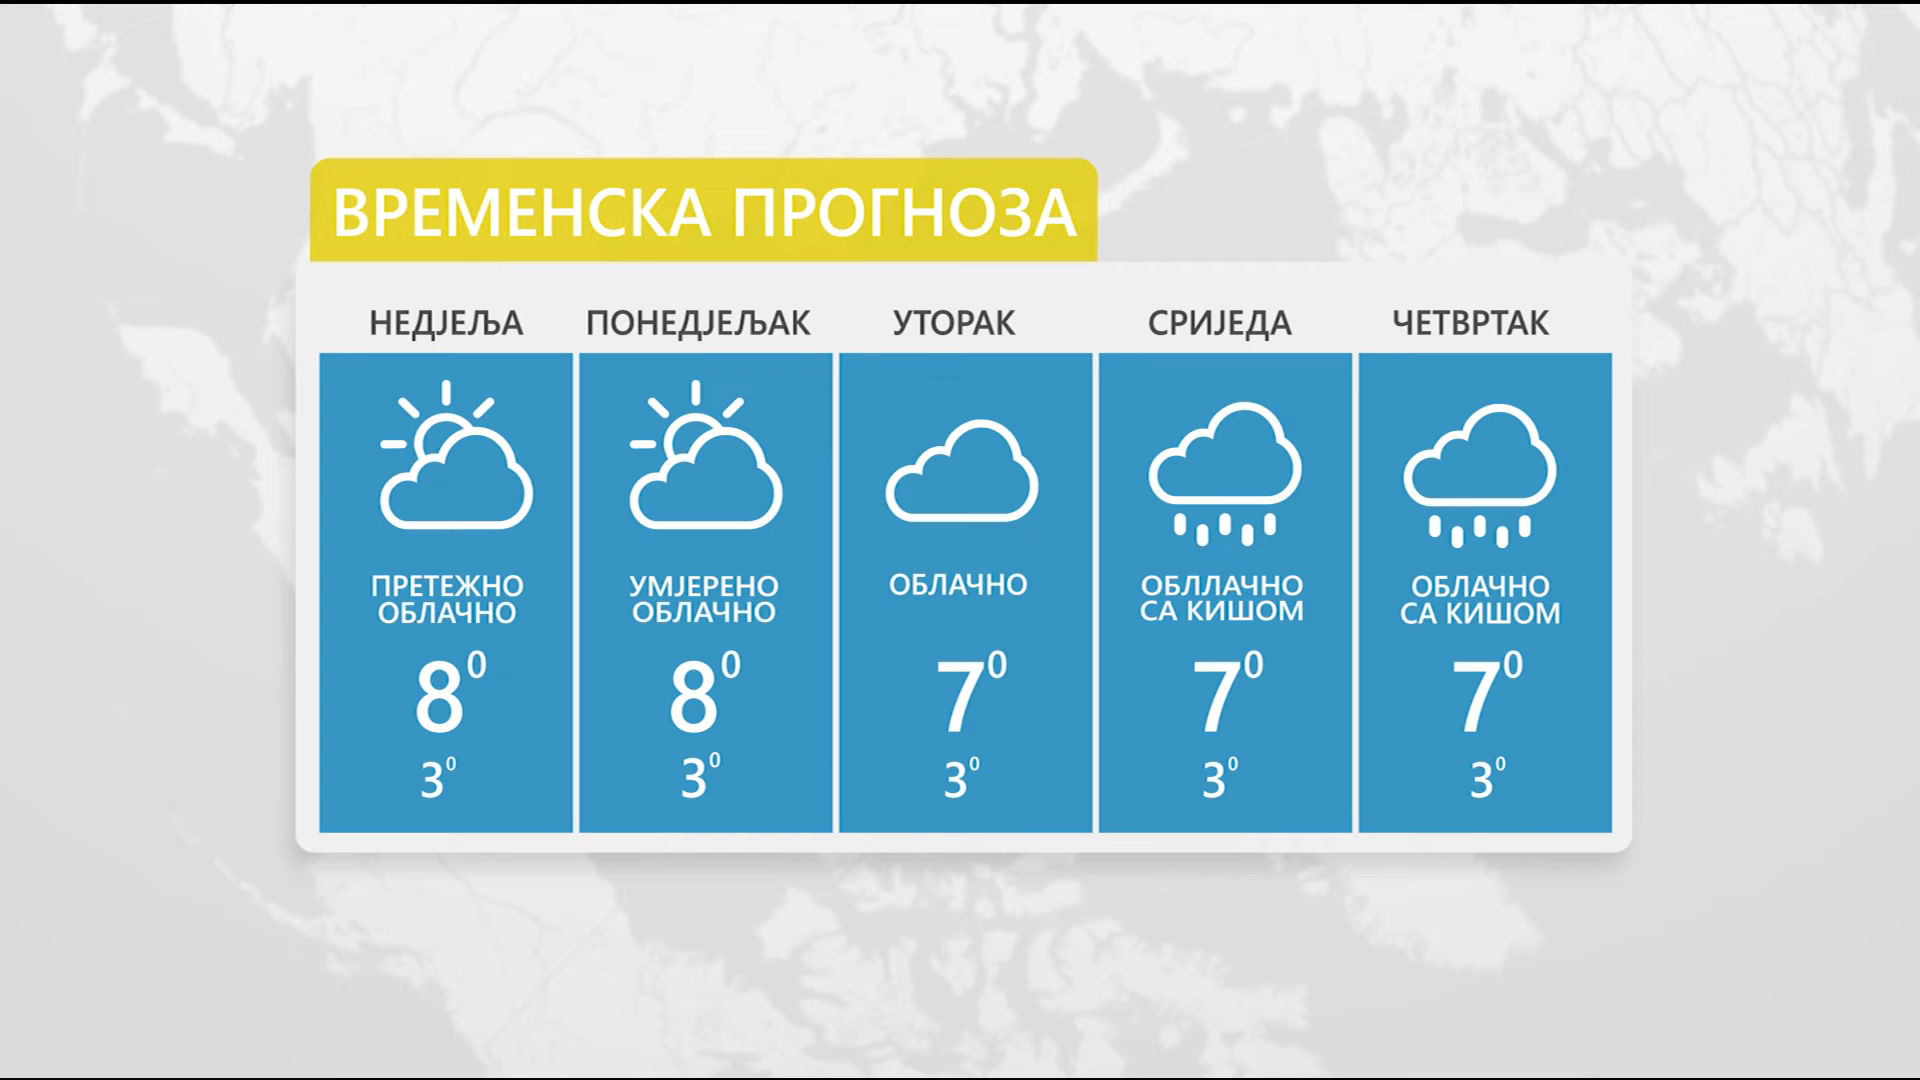 ВРЕМЕНСКА ПРОГНОЗА
НЕДЈЕЉА
ПОНЕДЈЕЉАК
УТОРАК
СРИЈЕДА
ЧЕТВРТАК
ПРЕТЕЖНО
ОБЛАЧНО
8⁰
3⁰
УМЈЕРЕНО
ОБЛАЧНО
8⁰
3⁰
ОБЛАЧНО
7⁰
3⁰
ОБЛЛАЧНО
СА КИШОМ
7⁰
3⁰
ОБЛАЧНО
СА КИШОМ
7⁰
3⁰